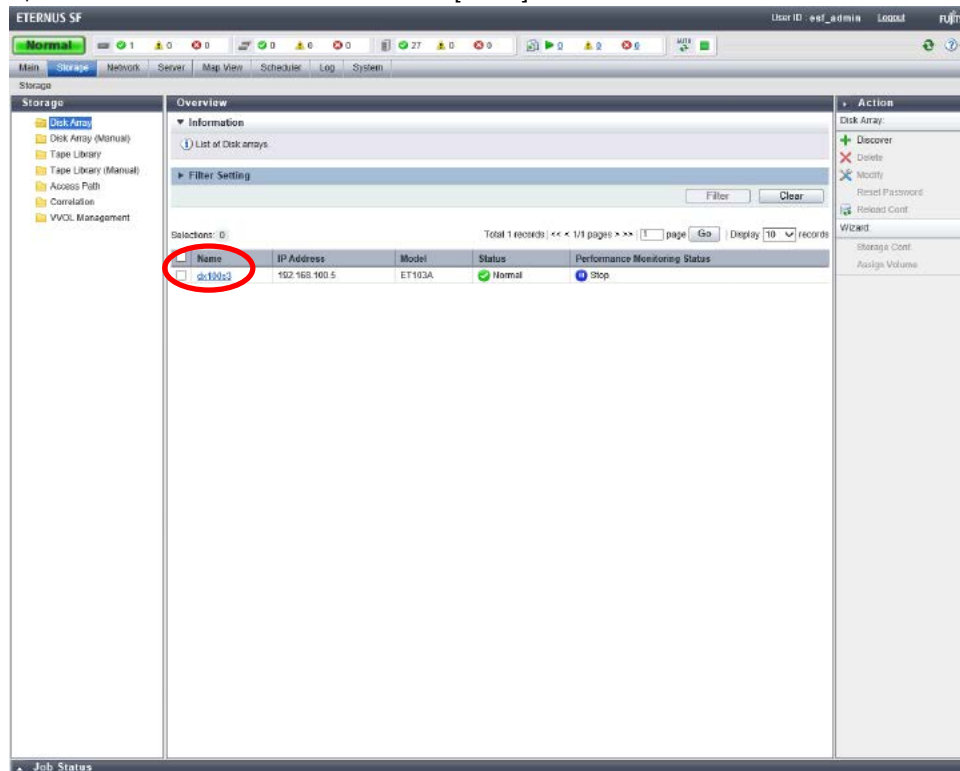 ETERNUS SF User ID : esf_admin Logout
Normal 1 0 0 0 0 0 27 0 0 0 0 0 AUTO
Main Storage Network Server Map View Scheduler Log System
Storage
Storage
Disk Array
Disk Array (Manual)
Tape Library
Tape Library (Manual)
Access Path
Correlation
VVOL Management
Overview
Information
List of Disk arrays.
Filter Setting
Filter Clear
Selections: 0 Total 1 records << < 1/1 pages > >> 1 page Go Display 10 records
Name IP Address Model Status Performance Monitoring Status
dx100s3 192.168.100.5 ET103A Normal Stop
Action
Disk Array:
Discover
Delete
Modify
Reset Password
Reload Conf.
Wizard:
Storage Conf.
Assign Volume
Job Status